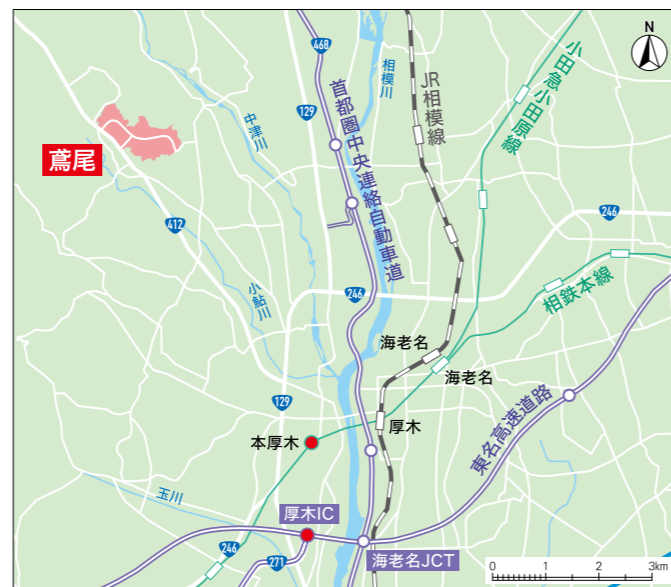 N
468
相模川
JR相模線
小田急小田原線
首都圏中央連絡自動車道
129
中津川
鳶尾
412
246
小鮎川
246
相鉄本線
海老名
海老名
129
厚木
本厚木
東名高速道路
玉川
厚木IC
246
271
海老名JCT
0 1 2 3km